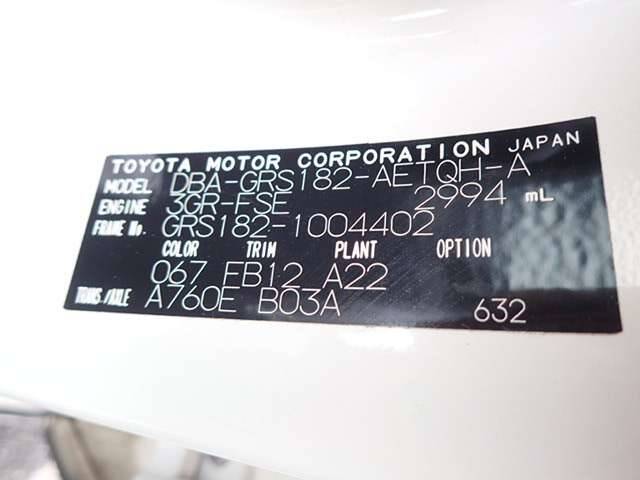 TOYOTA MOTOR CORPORATION JAPAN
MODEL DBA-GRS182-AETQH-A
ENGINE 3GR-FSE 2994 mL
FRAME No. GRS182-1004402
COLOR TRIM PLANT OPTION
067 FB12 A22
TRANS./AXLE A760E B03A 632